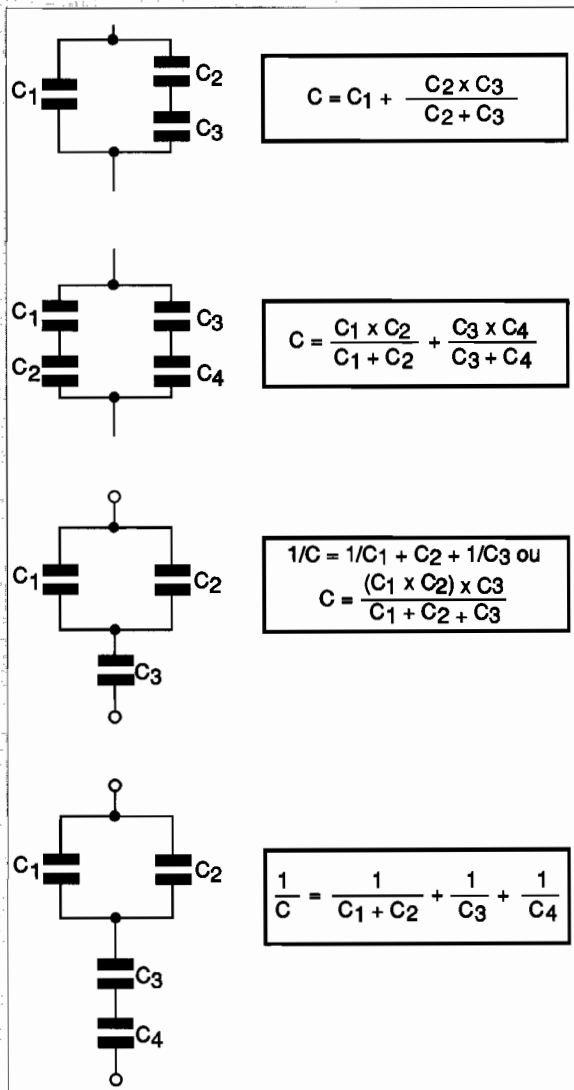 C1 C2 C3
C = C1 + (C2 x C3)/(C2 + C3)
C1 C3
C2 C4
C = (C1 x C2)/(C1 + C2) + (C3 x C4)/(C3 + C4)
C1 C2
C3
1/C = 1/C1 + C2 + 1/C3 ou
C = (C1 x C2) x C3/C1 + C2 + C3
C1 C2
C3
C4
1/C = 1/(C1 + C2) + 1/C3 + 1/C4